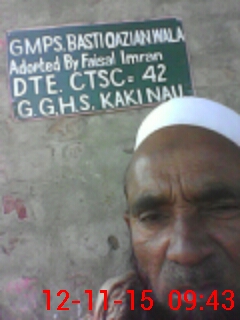 GMPS. BASTI QAZIAN WALA
Adopted By Faisal Imran
DTE. CTSC= 42
G.G.H.S. KAKI NAU
12-11-15 09:43